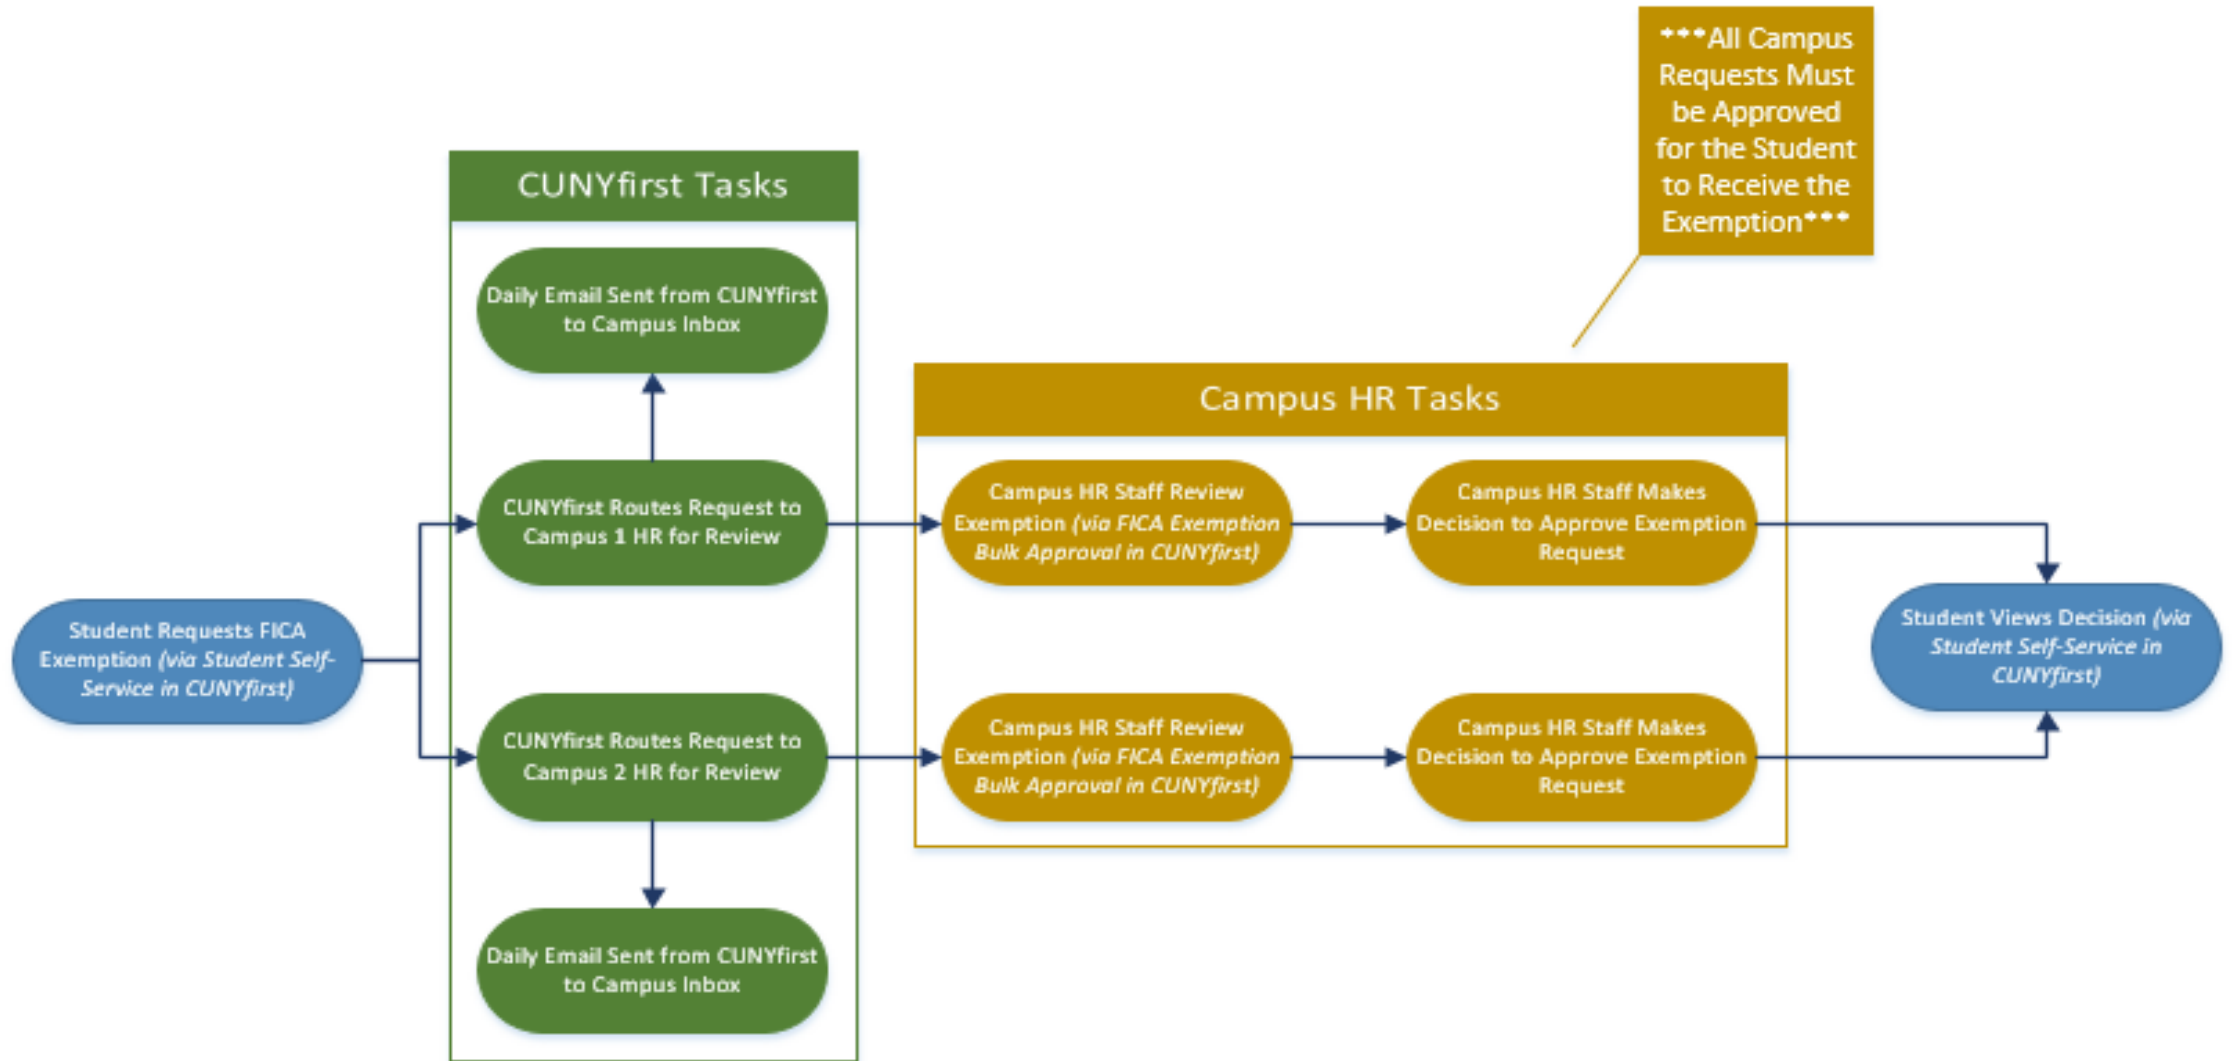 ***All Campus
Requests Must
be Approved
for the Student
to Receive the
Exemption***
CUNYfirst Tasks
Daily Email Sent from CUNYfirst
to Campus Inbox
Campus HR Tasks
CUNYfirst Routes Request to
Campus 1 HR for Review
Campus HR Staff Review
Exemption (via FICA Exemption
Bulk Approval in CUNYfirst)
Campus HR Staff Makes
Decision to Approve Exemption
Request
Student Requests FICA
Exemption (via Student Self-
Service in CUNYfirst)
Student Views Decision (via
Student Self-Service in
CUNYfirst)
CUNYfirst Routes Request to
Campus 2 HR for Review
Campus HR Staff Review
Exemption (via FICA Exemption
Bulk Approval in CUNYfirst)
Campus HR Staff Makes
Decision to Approve Exemption
Request
Daily Email Sent from CUNYfirst
to Campus Inbox